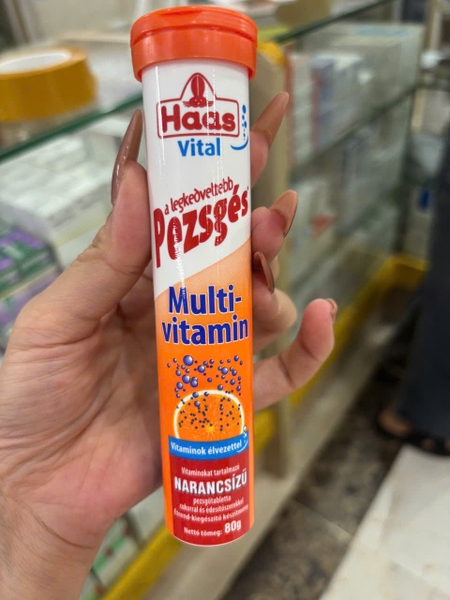 Haas
Vital
a legkedveltebb
Pezsgés
Multi-
vitamin
Vitaminok élvezettel
Vitaminokat tartalmazó
NARANCSÍZŰ
pezsgőtabletta
cukorral és édesítőszerekkel
Étrend-kiegészítő készítmény
Nettó tömeg: 80g